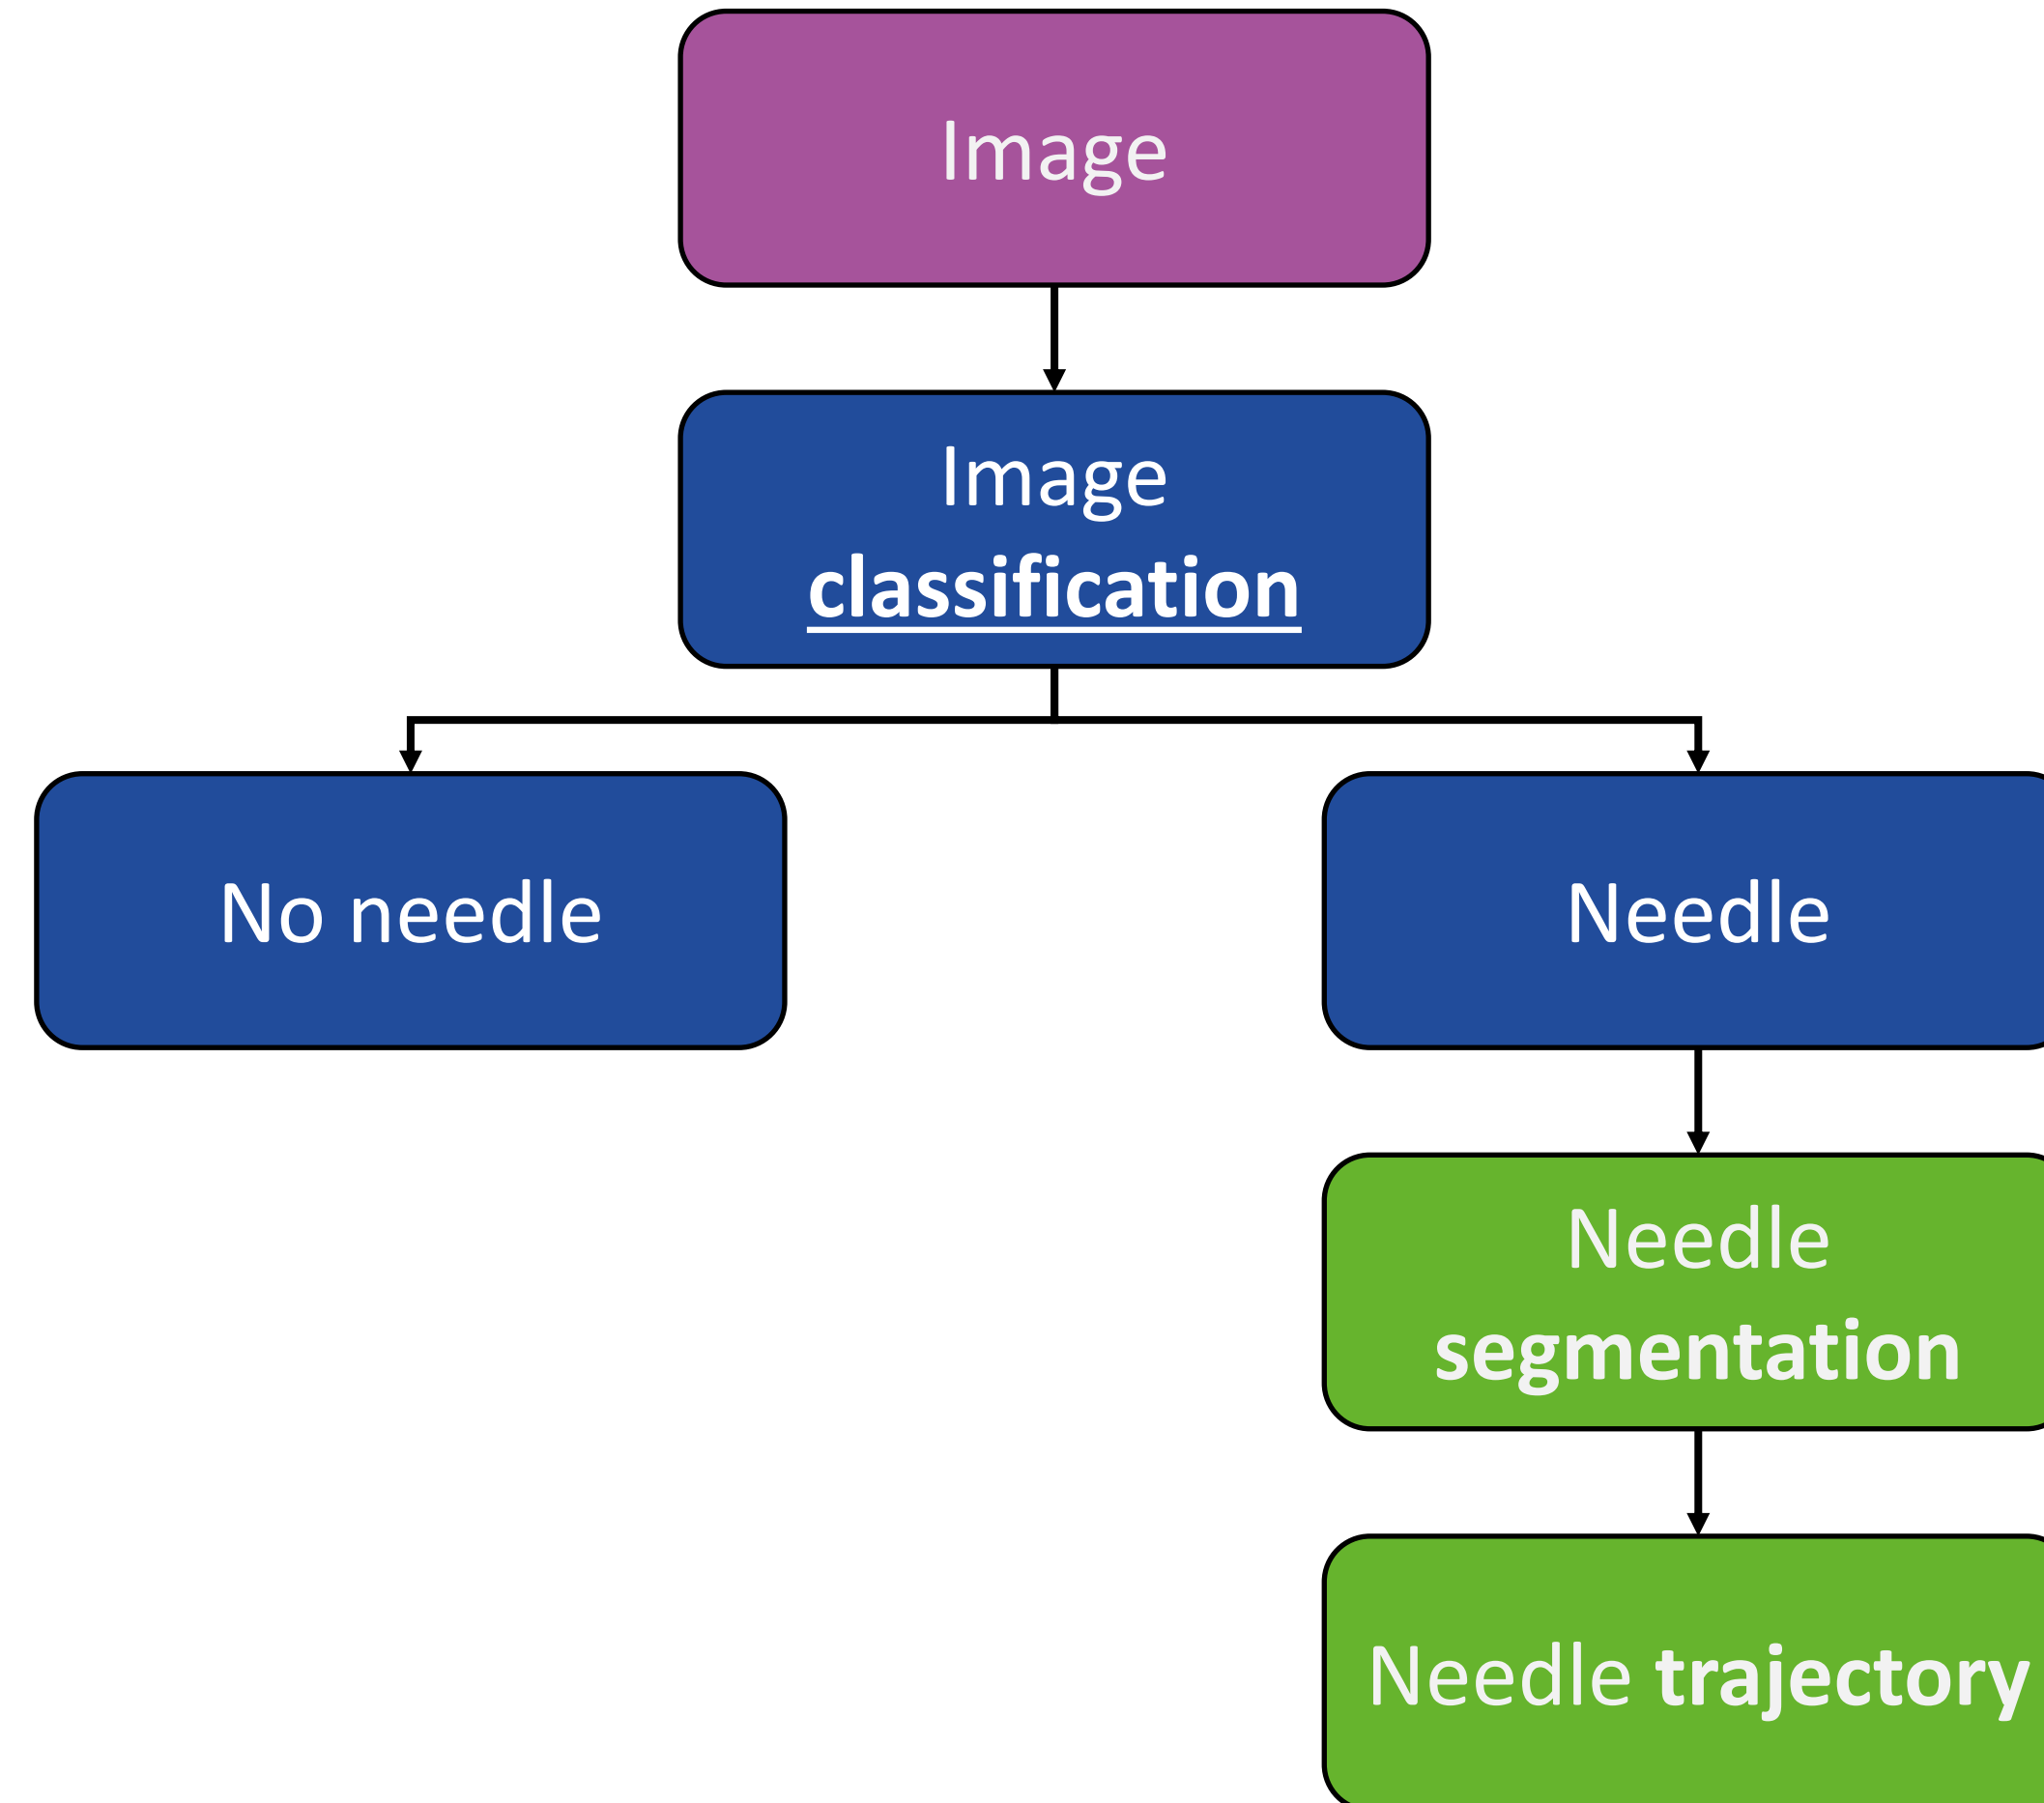 Image
Image
classification
No needle
Needle
Needle
segmentation
Needle trajectory